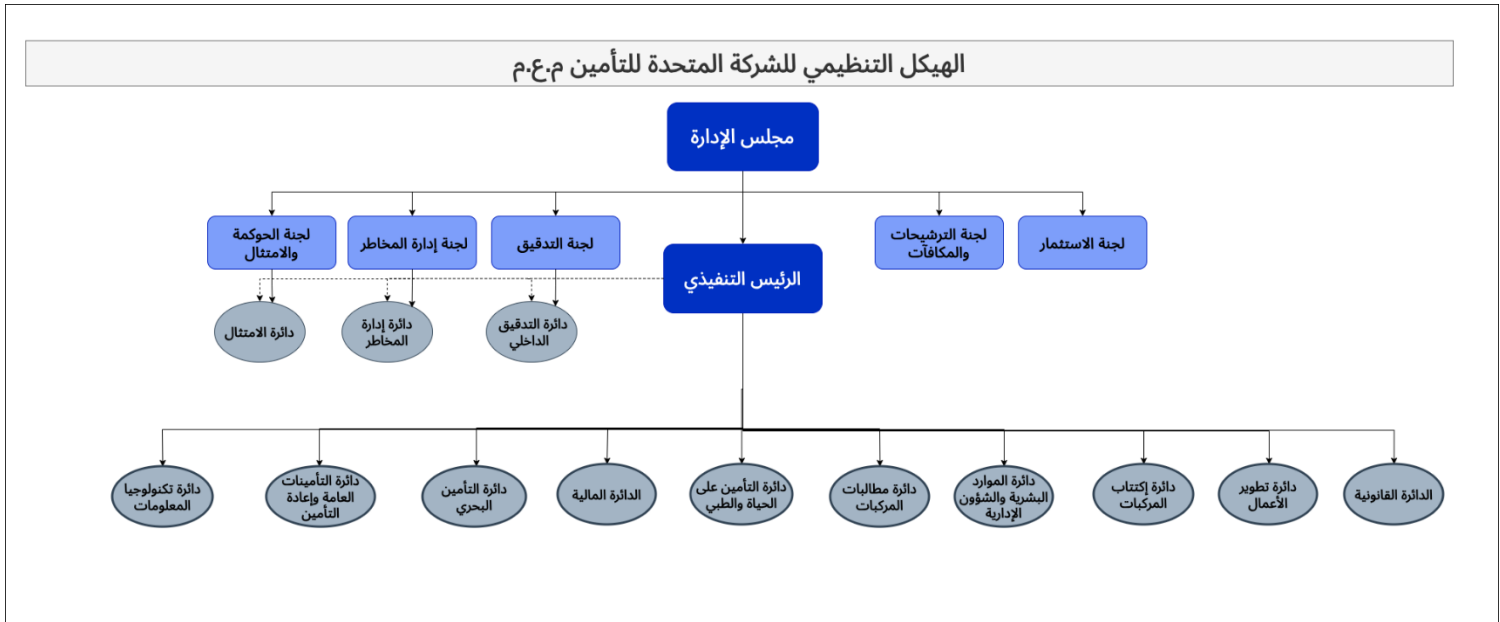 الهيكل التنظيمي للشركة المتحدة للتأمين م.ع.م
مجلس الإدارة
لجنة الاستثمار
لجنة الترشيحات
والمكافآت
لجنة التدقيق
لجنة إدارة المخاطر
لجنة الحوكمة
والامتثال
الرئيس التنفيذي
دائرة التدقيق
الداخلي
دائرة إدارة
المخاطر
دائرة الامتثال
الدائرة القانونية
دائرة تطوير
الأعمال
دائرة إكتتاب
المركبات
دائرة الموارد
البشرية والشؤون
الإدارية
دائرة مطالبات
المركبات
دائرة التأمين على
الحياة والطبي
الدائرة المالية
دائرة التأمين
البحري
دائرة التأمينات
العامة وإعادة
التأمين
دائرة تكنولوجيا
المعلومات